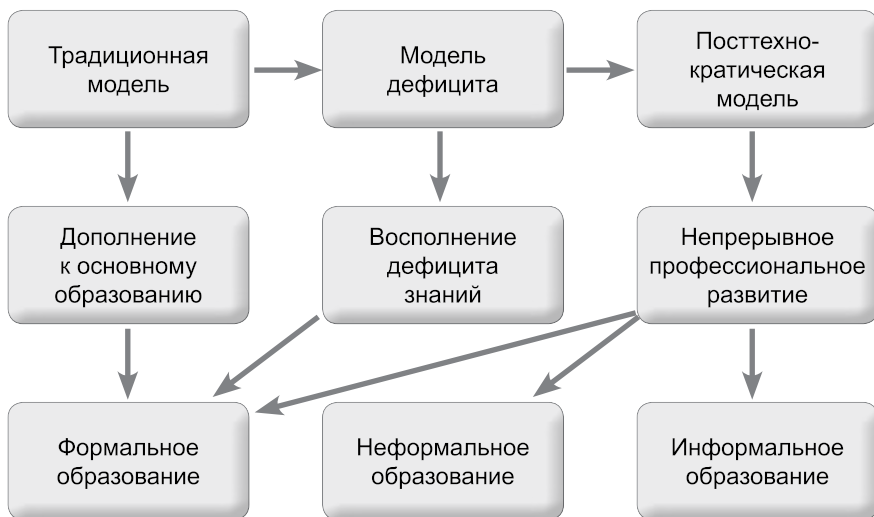 Традиционная
модель
Модель
дефицита
Посттехно-
кратическая
модель
Дополнение
к основному
образованию
Восполнение
дефицита
знаний
Непрерывное
профессиональное
развитие
Формальное
образование
Неформальное
образование
Информальное
образование